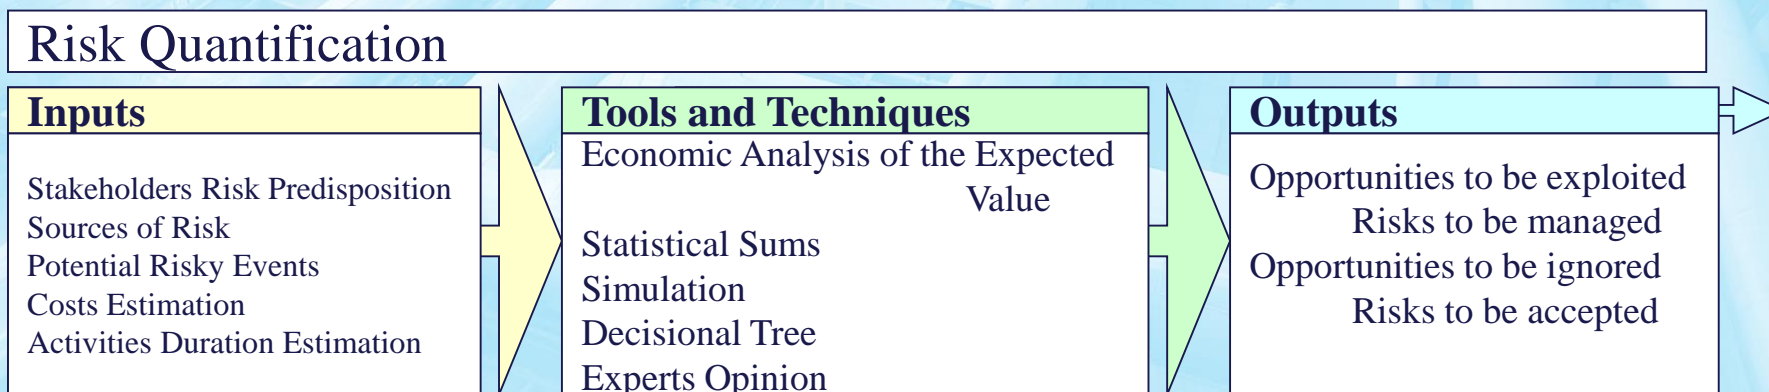 Risk Quantification
Inputs
Stakeholders Risk Predisposition
Sources of Risk
Potential Risky Events
Costs Estimation
Activities Duration Estimation
Tools and Techniques
Economic Analysis of the Expected
Value
Statistical Sums
Simulation
Decisional Tree
Experts Opinion
Outputs
Opportunities to be exploited
Risks to be managed
Opportunities to be ignored
Risks to be accepted